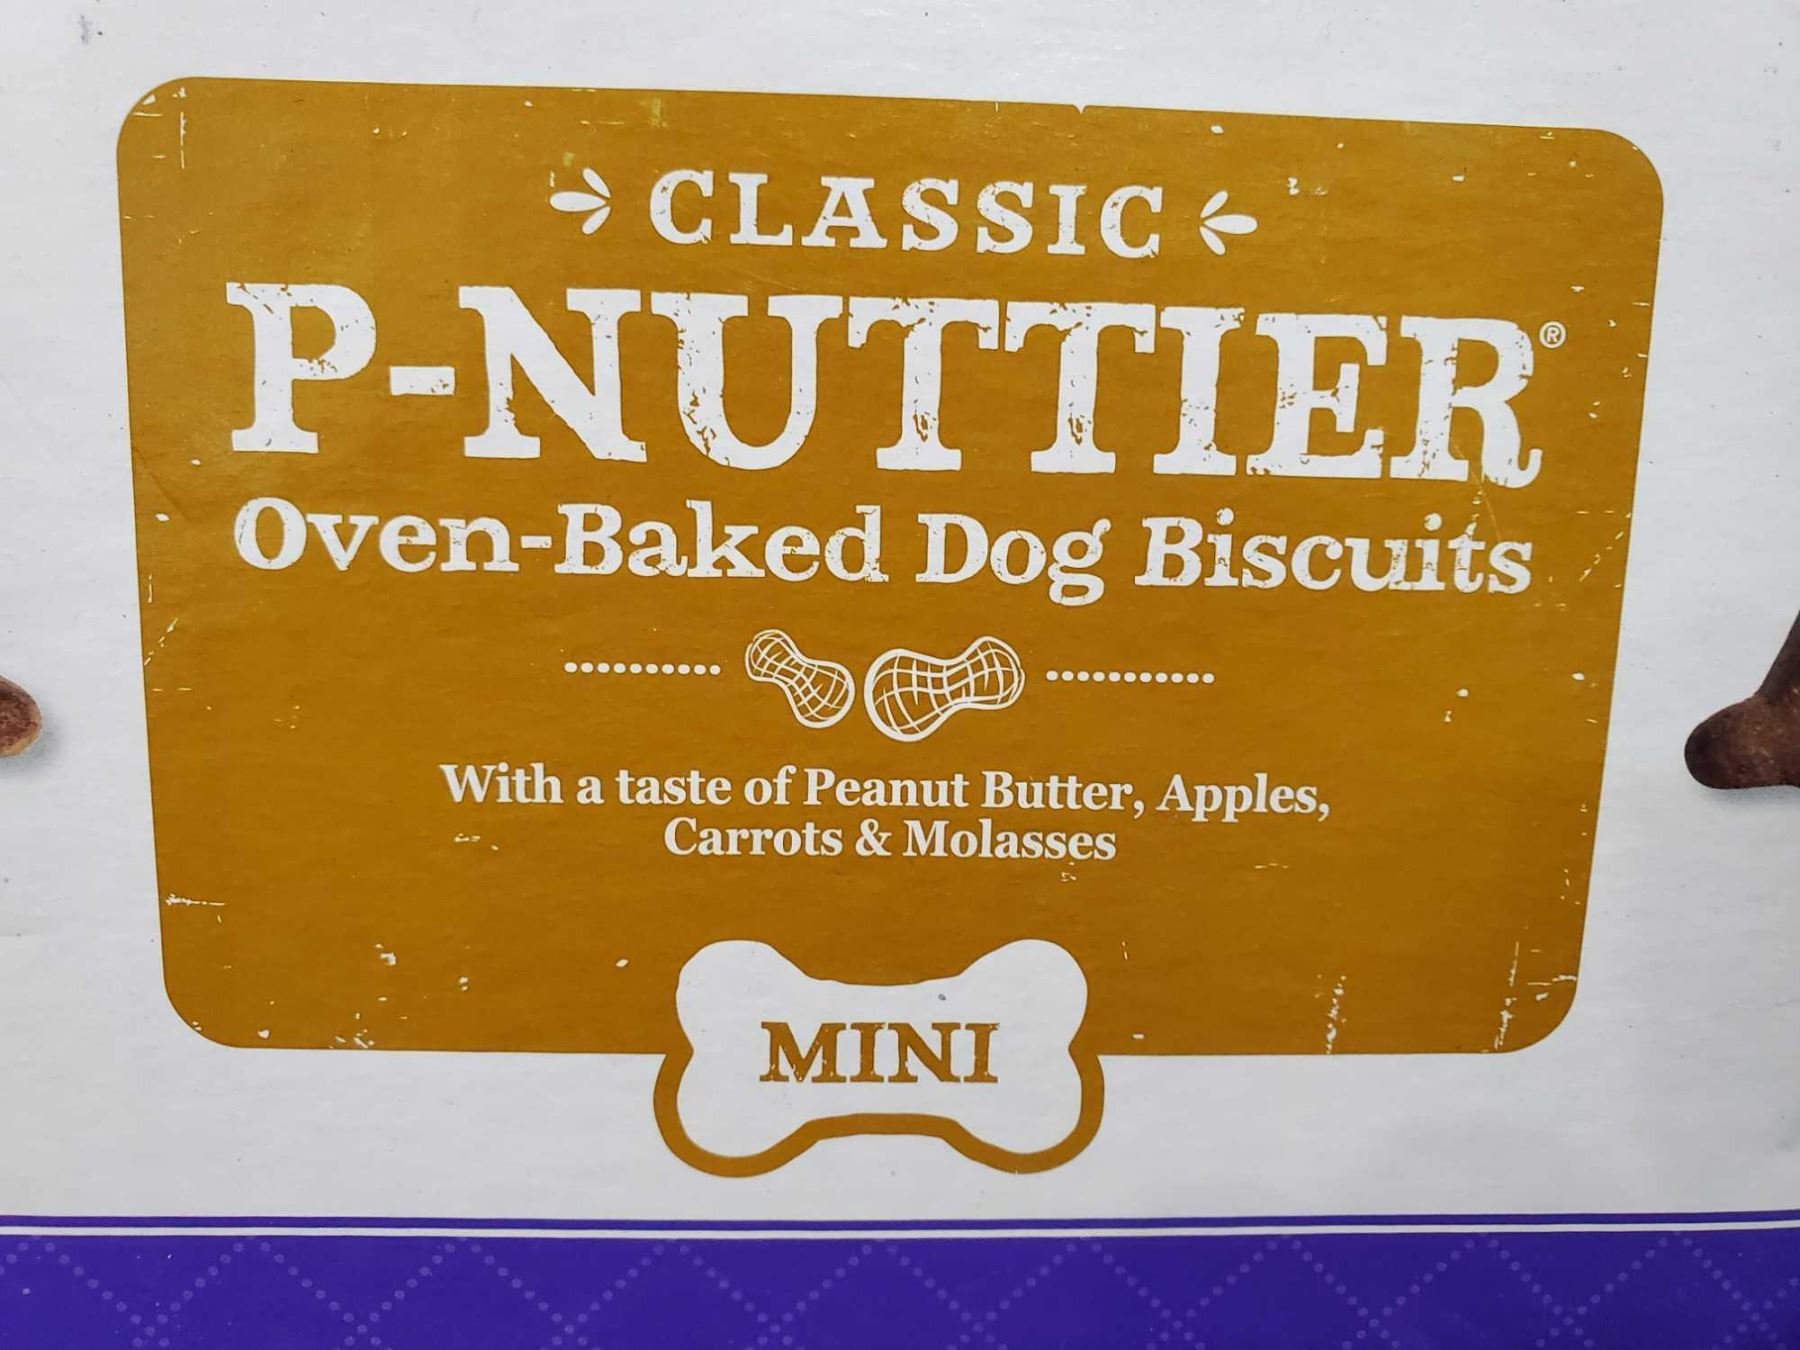 CLASSIC
P-NUTTIER®
Oven-Baked Dog Biscuits
With a taste of Peanut Butter, Apples,
Carrots & Molasses
MINI